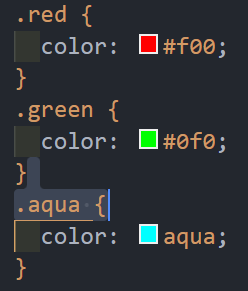 .red {
color: #f00;
}
.green {
color: #0f0;
}
.aqua {
color: aqua;
}